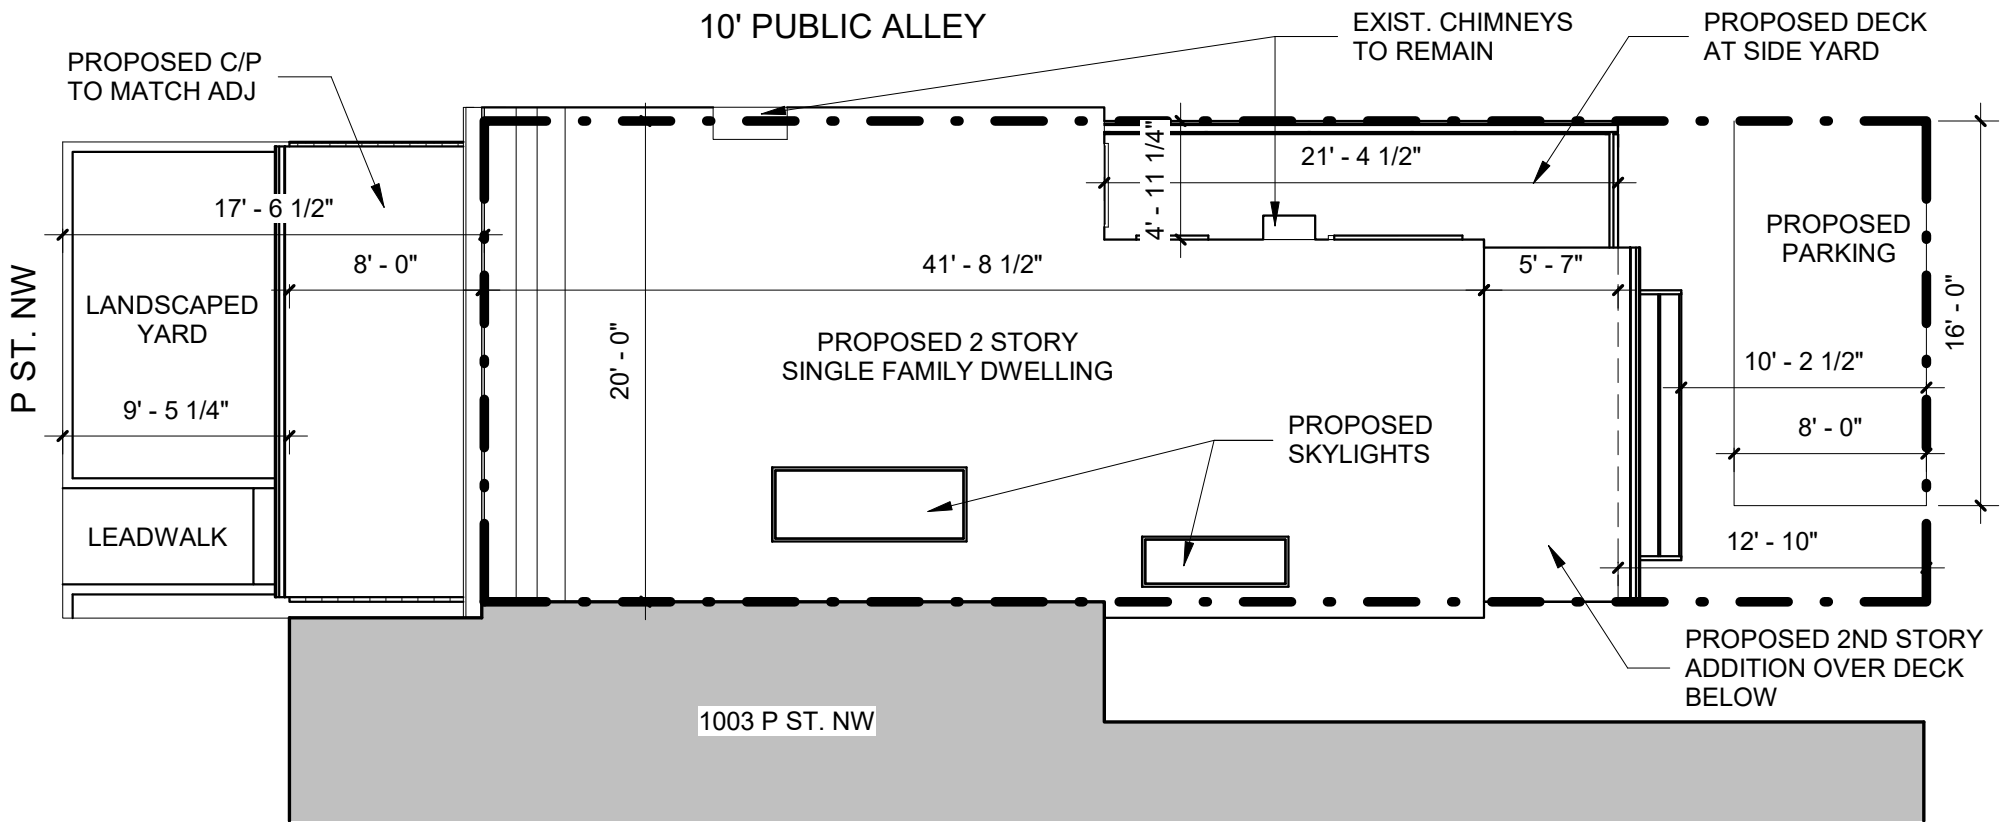 10' PUBLIC ALLEY
EXIST. CHIMNEYS
TO REMAIN
PROPOSED DECK
AT SIDE YARD
PROPOSED C/P
TO MATCH ADJ
4' - 11 1/4"
21' - 4 1/2"
17' - 6 1/2"
PROPOSED
PARKING
8' - 0"
41' - 8 1/2"
5' - 7"
P ST. NW
LANDSCAPED
YARD
20' - 0"
PROPOSED 2 STORY
SINGLE FAMILY DWELLING
16' - 0"
10' - 2 1/2"
9' - 5 1/4"
PROPOSED
SKYLIGHTS
8' - 0"
LEADWALK
12' - 10"
PROPOSED 2ND STORY
ADDITION OVER DECK
BELOW
1003 P ST. NW